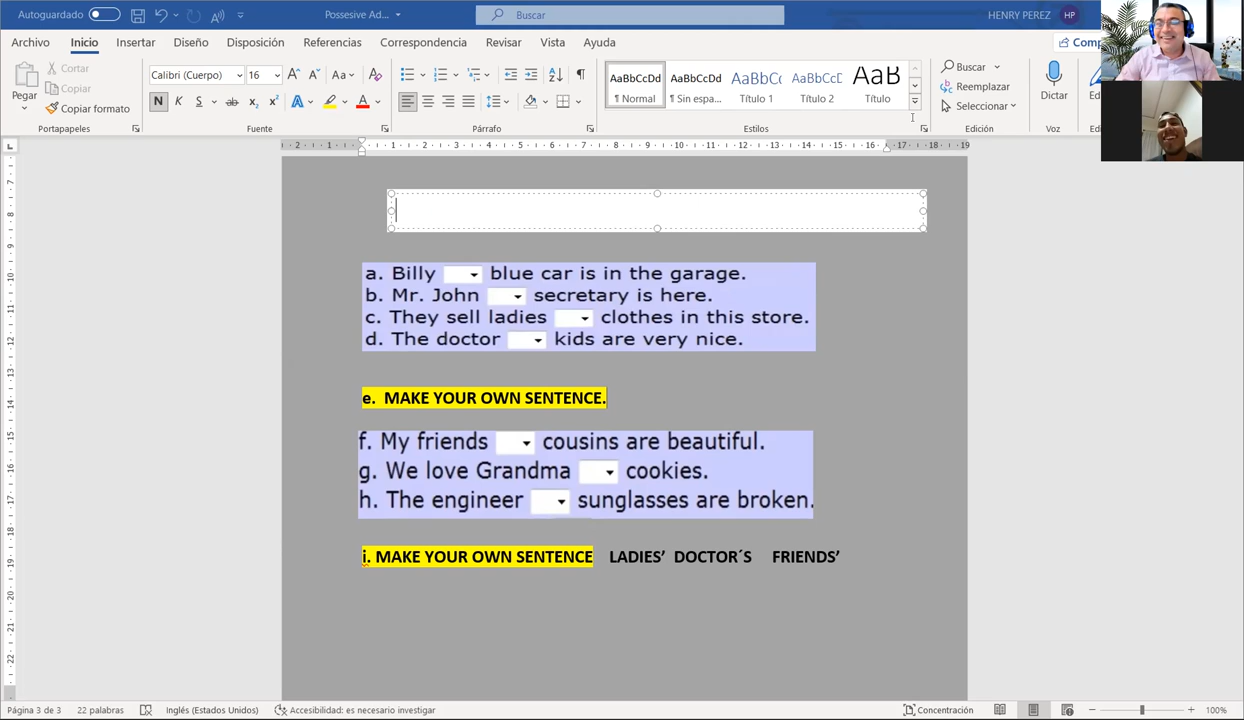 Autoguardado
Possesive Ad...
Buscar
HENRY PEREZ
HP
Archivo Inicio Insertar Diseño Disposición Referencias Correspondencia Revisar Vista Ayuda
Cortar
Copiar
Copiar formato
Pegar
Portapapeles
Calibri (Cuerpo) 16
Aa
N K S ab x₂ x²
Fuente
Párrafo
AaBbCcDd AaBbCcDd AaBbCc AaBbCcE AaB
¶ Normal ¶ Sin espa... Título 1 Título 2 Título
Estilos
Buscar
Reemplazar
Seleccionar
Edición
Dictar
Voz
a. Billy blue car is in the garage.
b. Mr. John secretary is here.
c. They sell ladies clothes in this store.
d. The doctor kids are very nice.
e. MAKE YOUR OWN SENTENCE.
f. My friends cousins are beautiful.
g. We love Grandma cookies.
h. The engineer sunglasses are broken.
i. MAKE YOUR OWN SENTENCE LADIES’ DOCTOR´S FRIENDS’
Página 3 de 3 22 palabras Inglés (Estados Unidos) Accesibilidad: es necesario investigar Concentración 100%